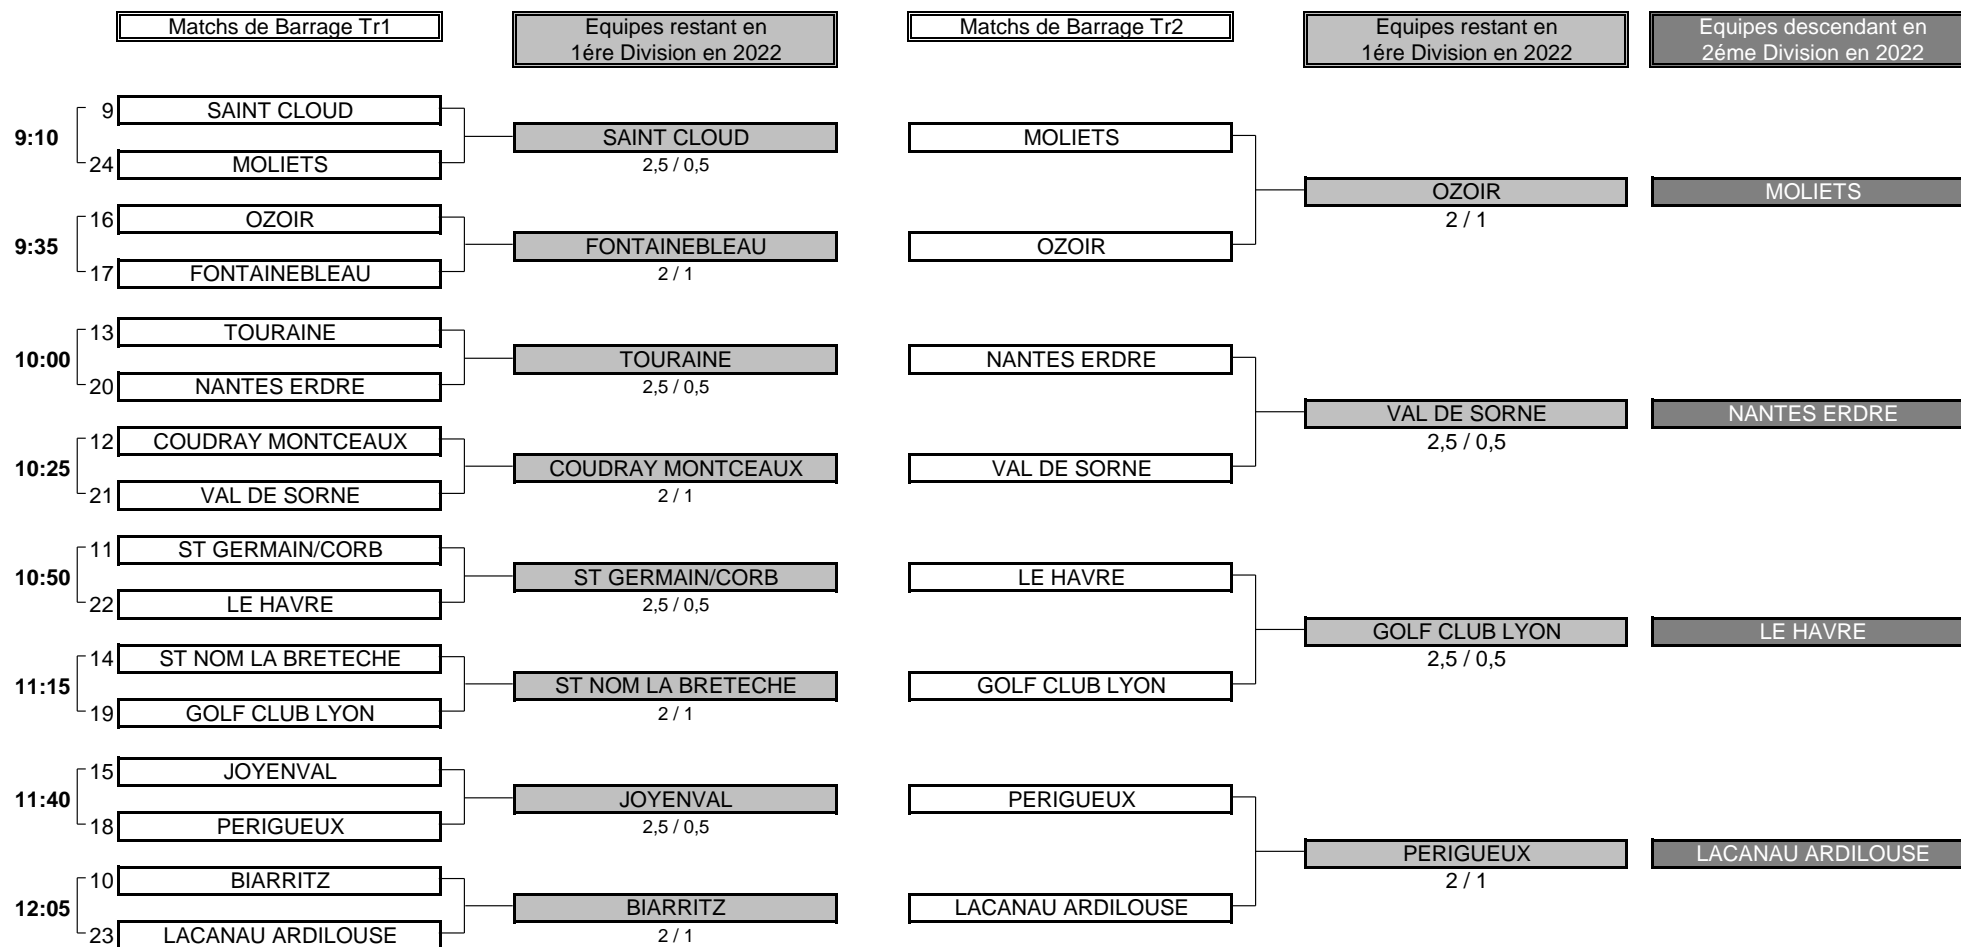 Matchs de Barrage Tr1
Equipes restant en
1ére Division en 2022
Matchs de Barrage Tr2
Equipes restant en
1ére Division en 2022
Equipes descendant en
2éme Division en 2022
9 SAINT CLOUD
9:10 SAINT CLOUD MOLIETS
24 MOLIETS 2,5 / 0,5
OZOIR MOLIETS
16 OZOIR 2 / 1
9:35 FONTAINEBLEAU OZOIR
17 FONTAINEBLEAU 2 / 1
13 TOURAINE
10:00 TOURAINE NANTES ERDRE
20 NANTES ERDRE 2,5 / 0,5
VAL DE SORNE NANTES ERDRE
12 COUDRAY MONTCEAUX 2,5 / 0,5
10:25 COUDRAY MONTCEAUX VAL DE SORNE
21 VAL DE SORNE 2 / 1
11 ST GERMAIN/CORB
10:50 ST GERMAIN/CORB LE HAVRE
22 LE HAVRE 2,5 / 0,5
GOLF CLUB LYON LE HAVRE
14 ST NOM LA BRETECHE 2,5 / 0,5
11:15 ST NOM LA BRETECHE GOLF CLUB LYON
19 GOLF CLUB LYON 2 / 1
15 JOYENVAL
11:40 JOYENVAL PERIGUEUX
18 PERIGUEUX 2,5 / 0,5
PERIGUEUX LACANAU ARDILOUSE
10 BIARRITZ 2 / 1
12:05 BIARRITZ LACANAU ARDILOUSE
23 LACANAU ARDILOUSE 2 / 1